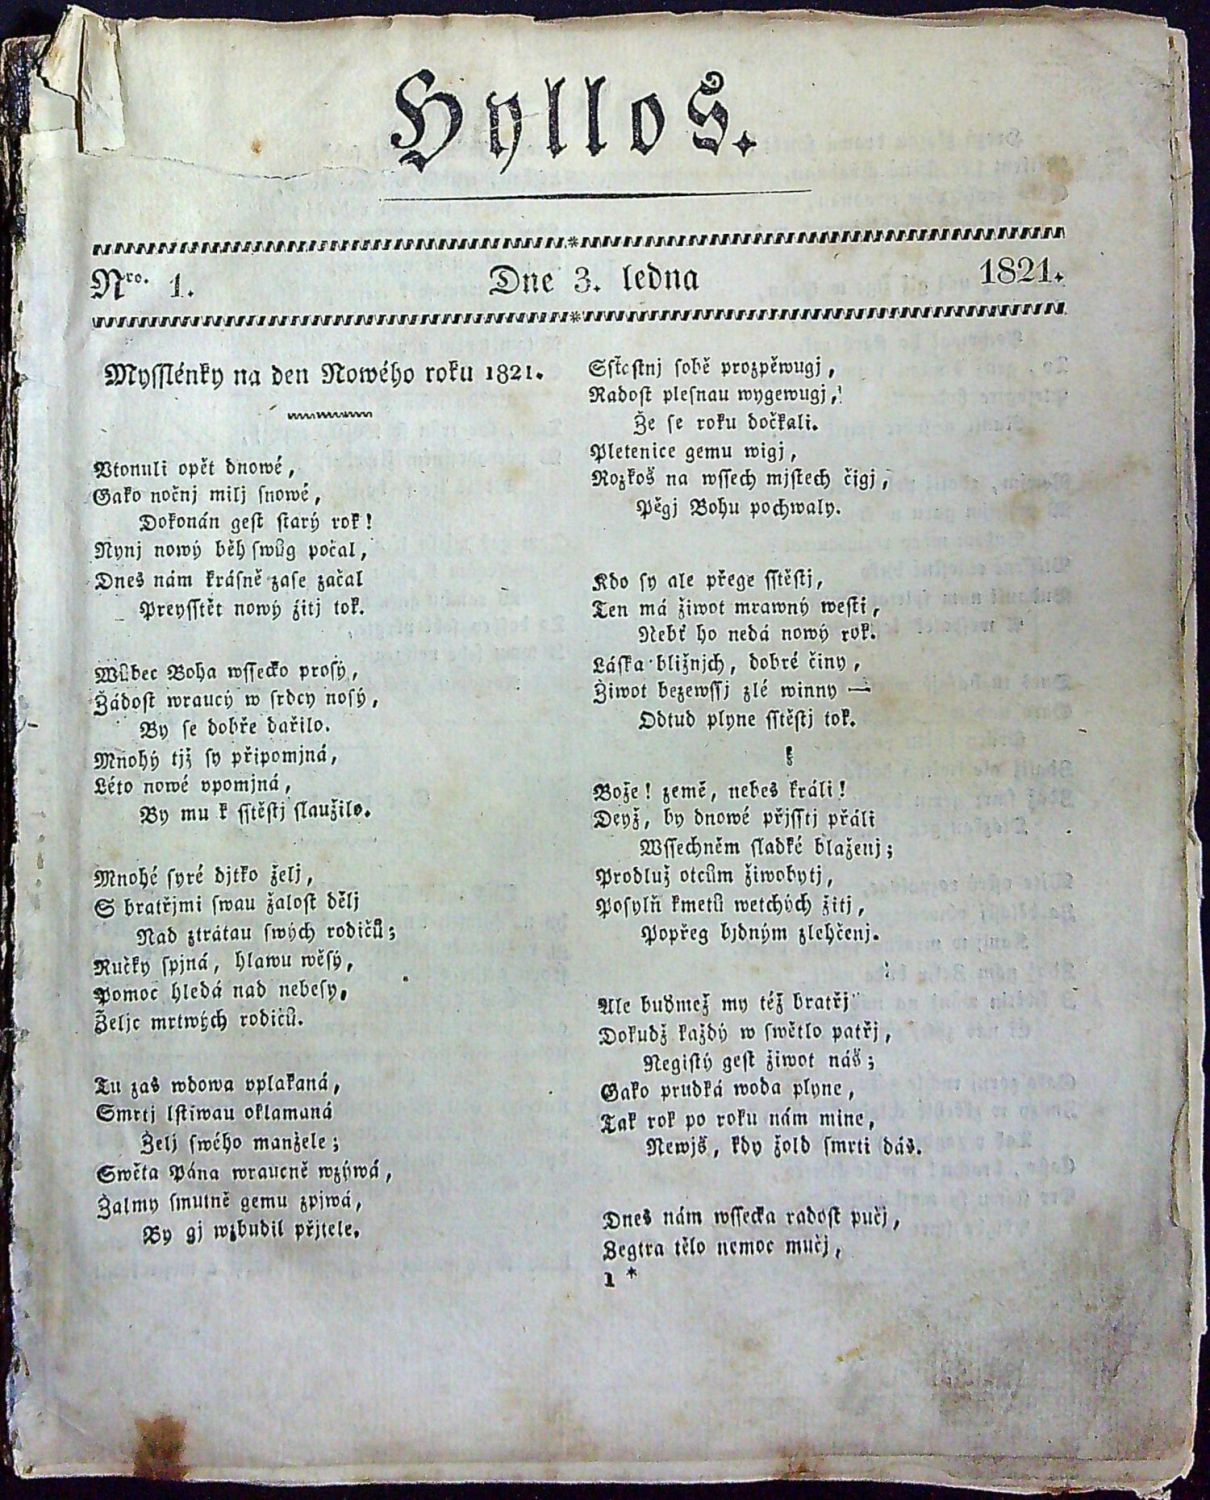 Hyllos.
Nro. 1.
Dne 3. ledna
1821.
Mysslénky na den Nowého roku 1821.
Vtonuli opět dnowé,
Gako nočnj milj snowé,
Dokonán gest starý rok!
Nynj nowý běh swůg počal,
Dnes nám krásně zase začal
Preysstět nowý žitj tok.
Wůbec Boha wssecko prosý,
Žádost wraucý w srdcy nosý,
By se dobře dařilo.
Mnohý tjž sy připomjná,
Léto nowé vpomjná,
By mu k sstěstj slaužilo.
Mnohé syré djtko želj,
S bratřjmi swau žalost dělj
Nad ztrátau swých rodičů;
Ručky spjná, hlawu wěsý,
Pomoc hledá nad nebesy,
Željc mrtwých rodičů.
Tu zas wdowa vplakaná,
Smrtj lstiwau oklamaná
Želj swého manžele;
Swěta Pána wraucně wzýwá,
Žalmy smutně gemu zpjwá,
By gj wzbudil přjtele.
Sstěstnj sobě prozpěwugj,
Radost plesnau wygewugj,
Že se roku dočkali.
Pletenice gemu wigj,
Rozkoš na wssech mjstech čigj,
Pěgj Bohu pochwaly.
Kdo sy ale přege sstěstj,
Ten má žiwot mrawný westi,
Nebť ho nedá nowý rok.
Láska bližnjch, dobré činy,
Žiwot bezewssj zlé winny —
Odtud plyne sstěstj tok.
Bože! země, nebes králi!
Deyž, by dnowé přjsstj přáli
Wssechněm sladké blaženj;
Prodluž otcům žiwobytj,
Posylň kmetů wetchých žitj,
Popřeg bjdným zlehčenj.
Ale buďmež my též bratřj
Dokudž každý w swětlo patřj,
Negistý gest žiwot náš;
Gako prudká woda plyne,
Tak rok po roku nám mine,
Newjš, kdy žold smrti dáš.
Dnes nám wssecka radost pučj,
Zegtra tělo nemoc mučj,
1 *